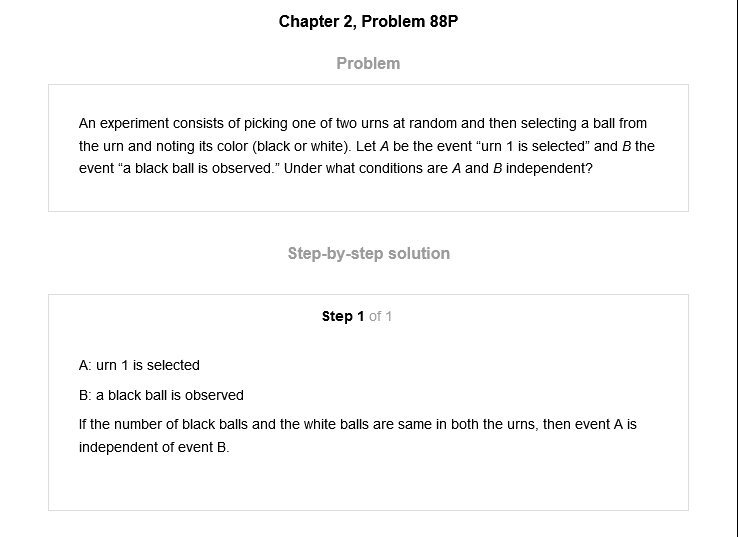 Chapter 2, Problem 88P
Problem
An experiment consists of picking one of two urns at random and then selecting a ball from
the urn and noting its color (black or white). Let A be the event “urn 1 is selected” and B the
event “a black ball is observed.” Under what conditions are A and B independent?
Step-by-step solution
Step 1 of 1
A: urn 1 is selected
B: a black ball is observed
If the number of black balls and the white balls are same in both the urns, then event A is
independent of event B.